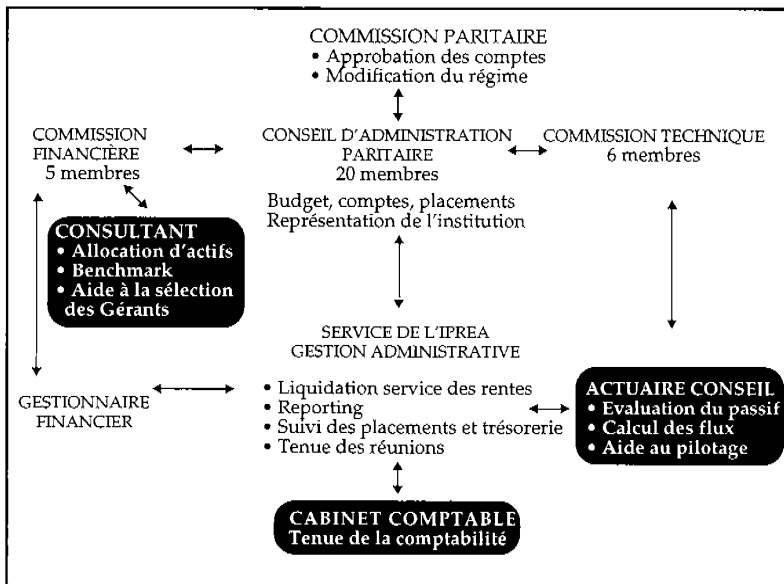 COMMISSION PARITAIRE
• Approbation des comptes
• Modification du régime
COMMISSION
FINANCIÈRE
5 membres
CONSEIL D'ADMINISTRATION
PARITAIRE
20 membres
COMMISSION TECHNIQUE
6 membres
Budget, comptes, placements
Représentation de l'institution
CONSULTANT
• Allocation d'actifs
• Benchmark
• Aide à la sélection
des Gérants
SERVICE DE L'IPREA
GESTION ADMINISTRATIVE
GESTIONNAIRE
FINANCIER
• Liquidation service des rentes
• Reporting
• Suivi des placements et trésorerie
• Tenue des réunions
ACTUAIRE CONSEIL
• Evaluation du passif
• Calcul des flux
• Aide au pilotage
CABINET COMPTABLE
Tenue de la comptabilité